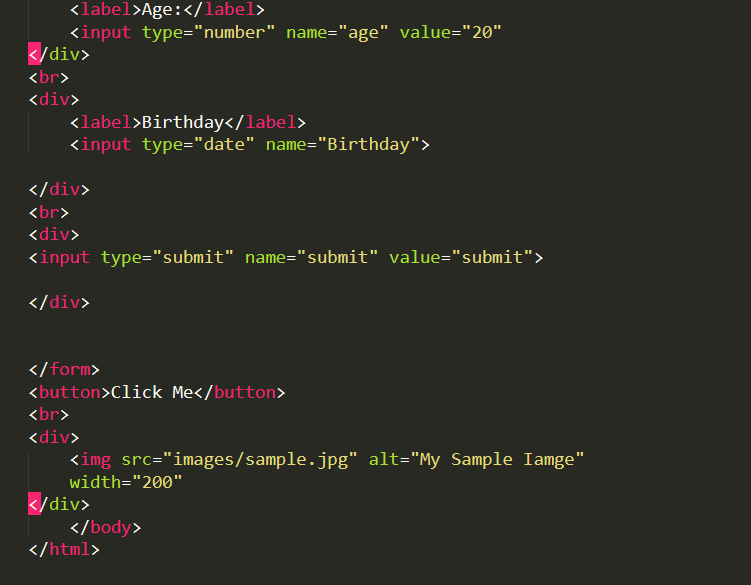 <label>Age:</label>
<input type="number" name="age" value="20"
</div>
<br>
<div>
<label>Birthday</label>
<input type="date" name="Birthday">
</div>
<br>
<div>
<input type="submit" name="submit" value="submit">
</div>
</form>
<button>Click Me</button>
<br>
<div>
<img src="images/sample.jpg" alt="My Sample Iamge"
width="200"
</div>
</body>
</html>